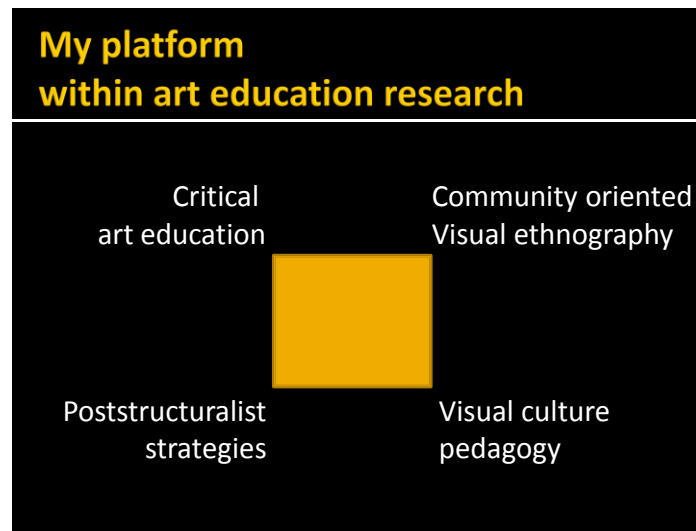 My platform
within art education research
Critical
art education
Community oriented
Visual ethnography
Poststructuralist
strategies
Visual culture
pedagogy